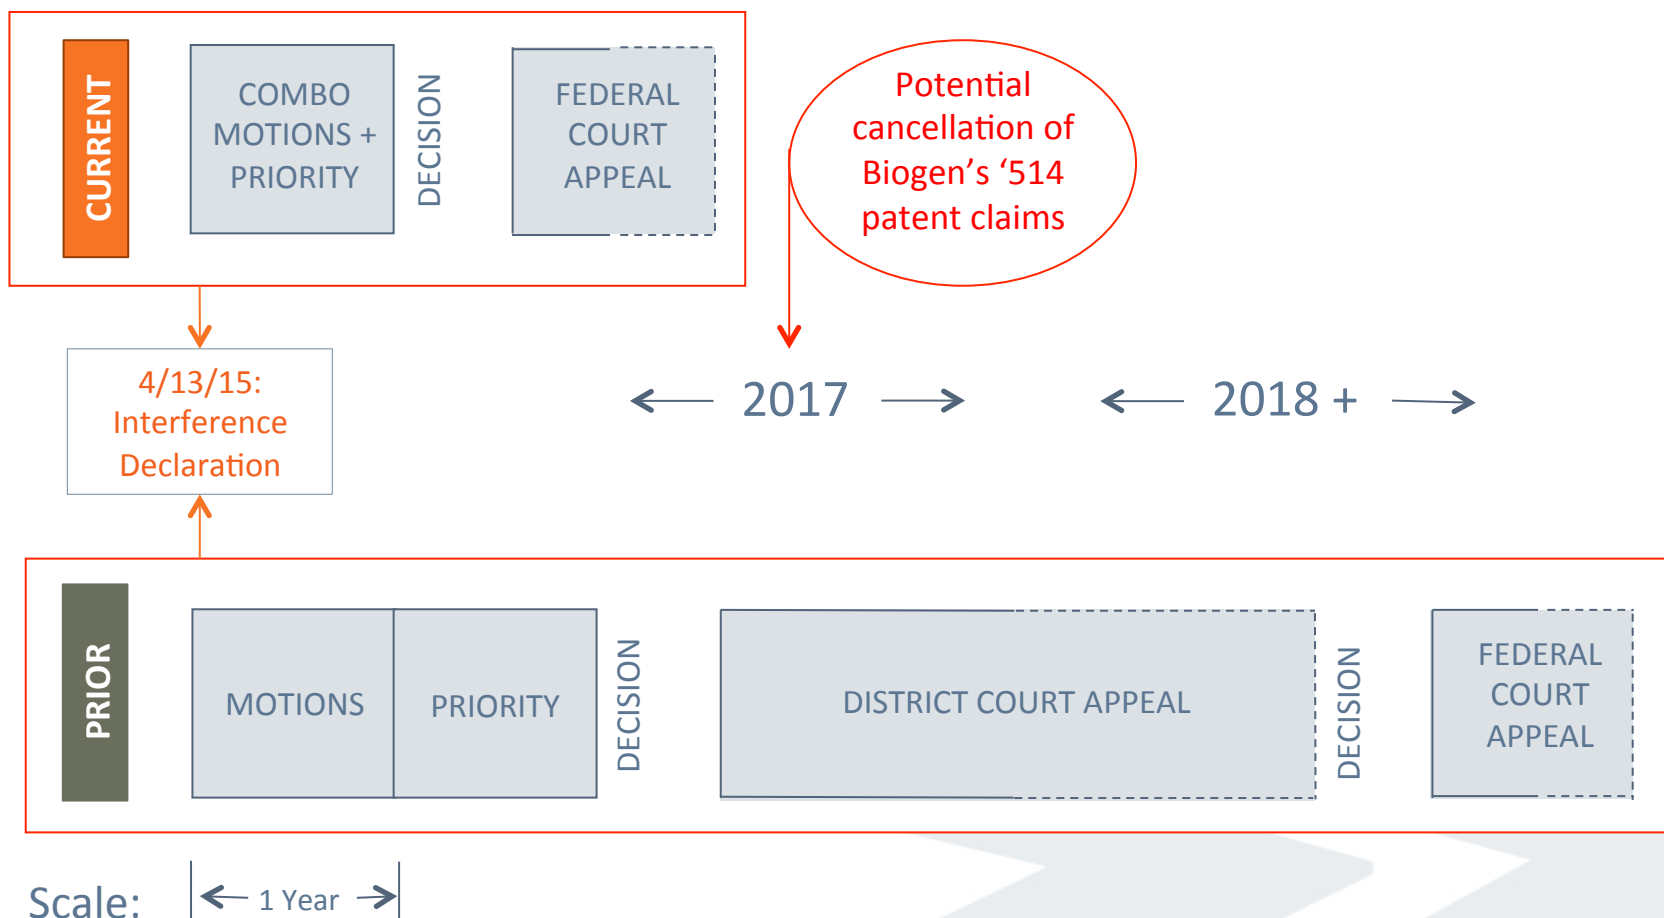 CURRENT
COMBO
MOTIONS +
PRIORITY
DECISION
FEDERAL
COURT
APPEAL
Potential
cancellation of
Biogen’s ‘514
patent claims
4/13/15:
Interference
Declaration
2017
2018 +
PRIOR
MOTIONS
PRIORITY
DECISION
DISTRICT COURT APPEAL
DECISION
FEDERAL
COURT
APPEAL
Scale:
1 Year